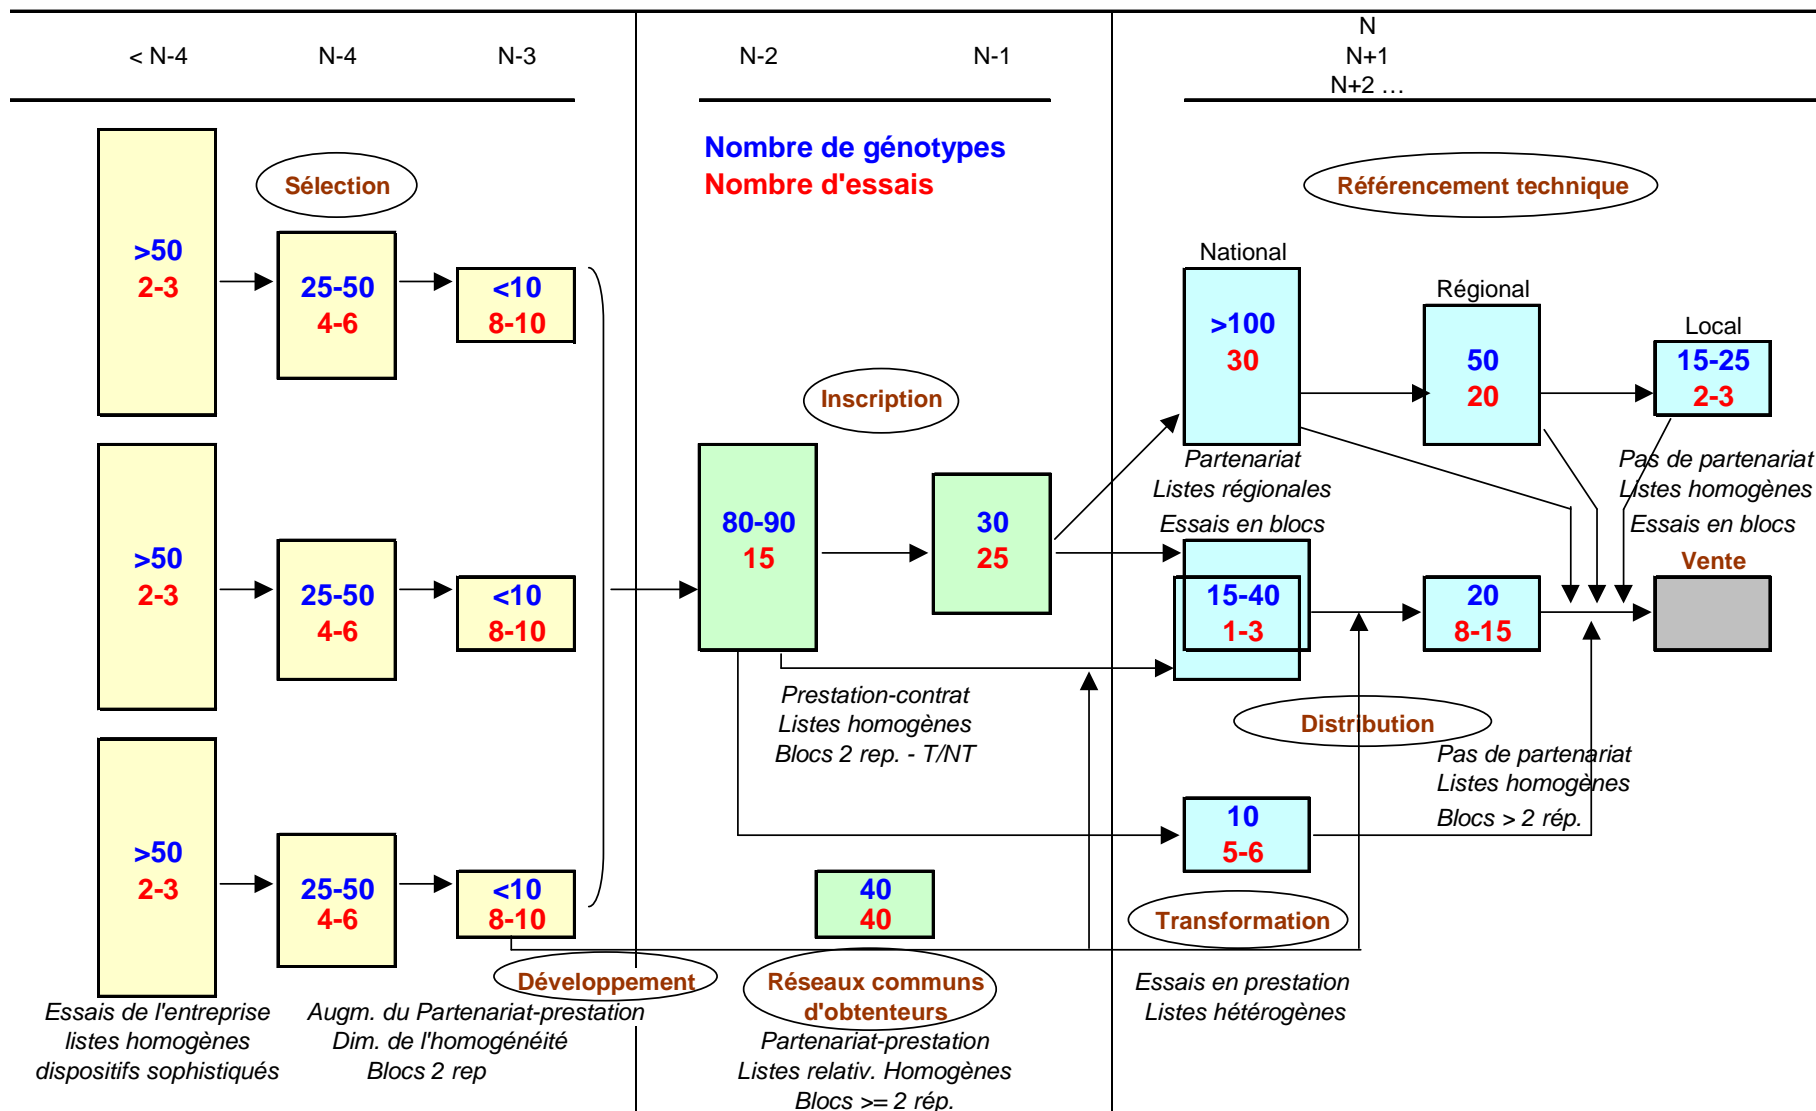 < N-4
N-4
N-3
N-2
N-1
N
N+1
N+2 …
Nombre de génotypes
Nombre d'essais
Sélection
Référencement technique
>50
2-3
25-50
4-6
<10
8-10
National
>100
30
Régional
50
20
Local
15-25
2-3
Inscription
Partenariat
Listes régionales
Essais en blocs
Pas de partenariat
Listes homogènes
Essais en blocs
>50
2-3
25-50
4-6
<10
8-10
80-90
15
30
25
15-40
1-3
20
8-15
Vente
Prestation-contrat
Listes homogènes
Blocs 2 rep. - T/NT
Distribution
Pas de partenariat
Listes homogènes
Blocs > 2 rép.
>50
2-3
25-50
4-6
<10
8-10
40
40
10
5-6
Transformation
Développement
Réseaux communs
d'obtenteurs
Essais de l'entreprise
listes homogènes
dispositifs sophistiqués
Augm. du Partenariat-prestation
Dim. de l'homogénéité
Blocs 2 rep
Partenariat-prestation
Listes relativ. Homogènes
Blocs >= 2 rép.
Essais en prestation
Listes hétérogènes